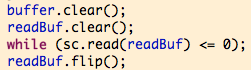 buffer.clear();
readBuf.clear();
while (sc.read(readBuf) <= 0);
readBuf.flip();